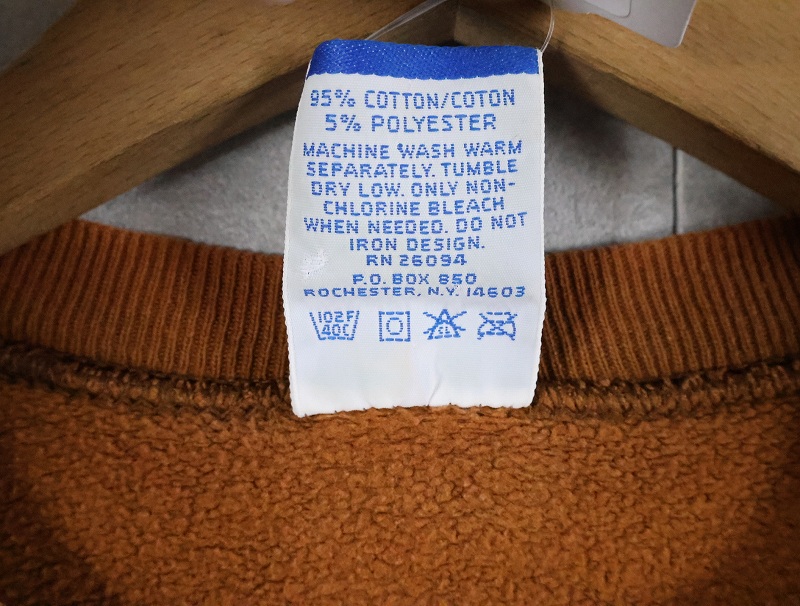 95% COTTON/COTON
5% POLYESTER
MACHINE WASH WARM
SEPARATELY. TUMBLE
DRY LOW. ONLY NON-
CHLORINE BLEACH
WHEN NEEDED. DO NOT
IRON DESIGN.
RN 26094
P.O. BOX 850
ROCHESTER, N.Y. 14603
102F
40C
CL